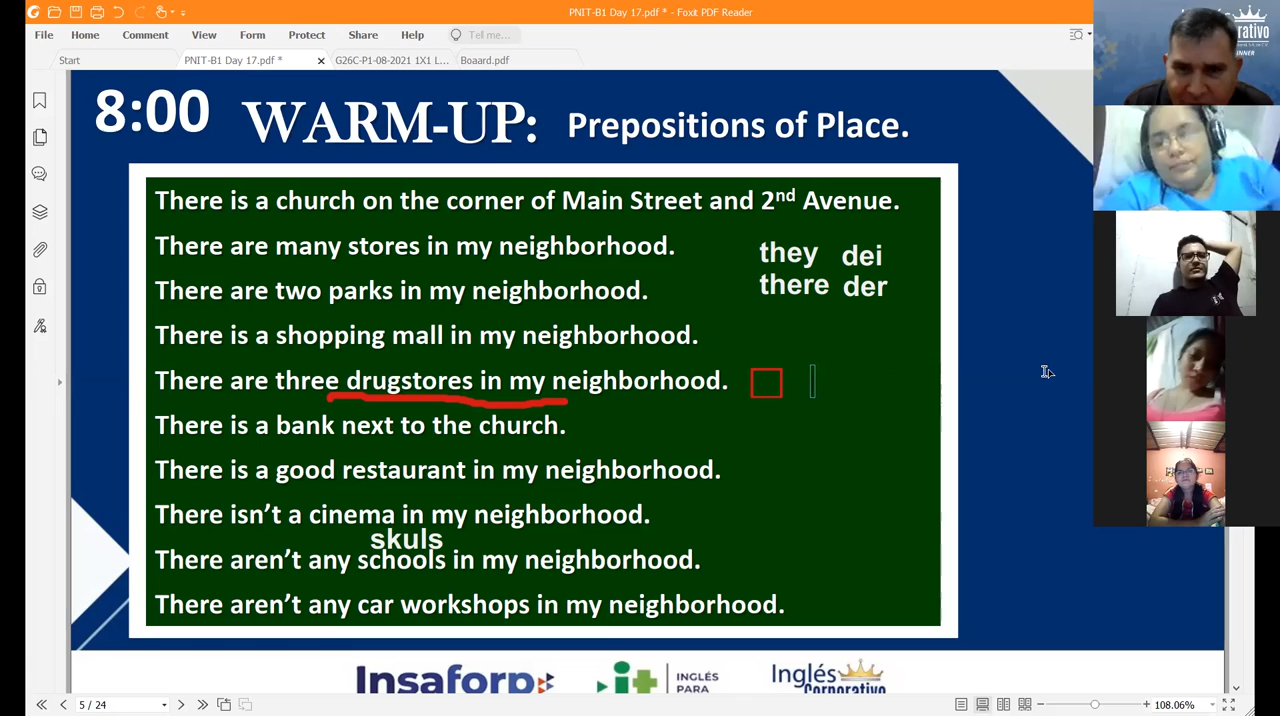 PNIT-B1 Day 17.pdf * - Foxit PDF Reader
File Home Comment View Form Protect Share Help Tell me...
Start PNIT-B1 Day 17.pdf * G26C-P1-08-2021 1X1 L... Boaard.pdf
8:00 WARM-UP: Prepositions of Place.
There is a church on the corner of Main Street and 2nd Avenue.
There are many stores in my neighborhood.
they dei
there der
There are two parks in my neighborhood.
There is a shopping mall in my neighborhood.
There are three drugstores in my neighborhood.
There is a bank next to the church.
There is a good restaurant in my neighborhood.
There isn't a cinema in my neighborhood.
skuls
There aren't any schools in my neighborhood.
There aren't any car workshops in my neighborhood.
Insaforp
it INGLÉS
PARA
Inglés
Corporativo
5 / 24
108.06%